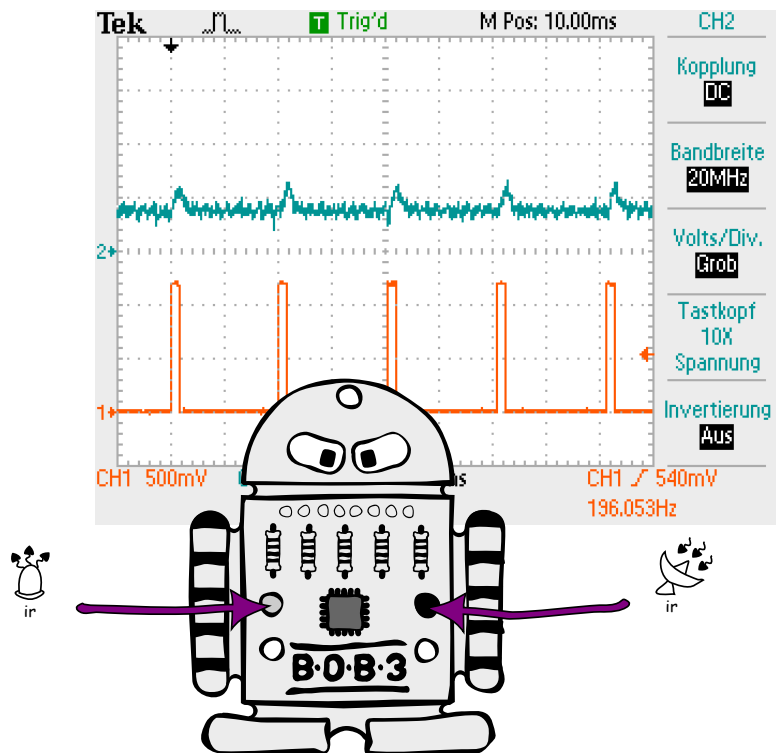 Tek
T Trig'd
M Pos: 10.00ms
CH2
Kopplung
DC
Bandbreite
20MHz
2
Volts/Div.
Grob
Tastkopf
10X
Spannung
1
Invertierung
Aus
CH1 500mV
s
CH1 540mV
196.053Hz
ir
ir
B·O·B·3